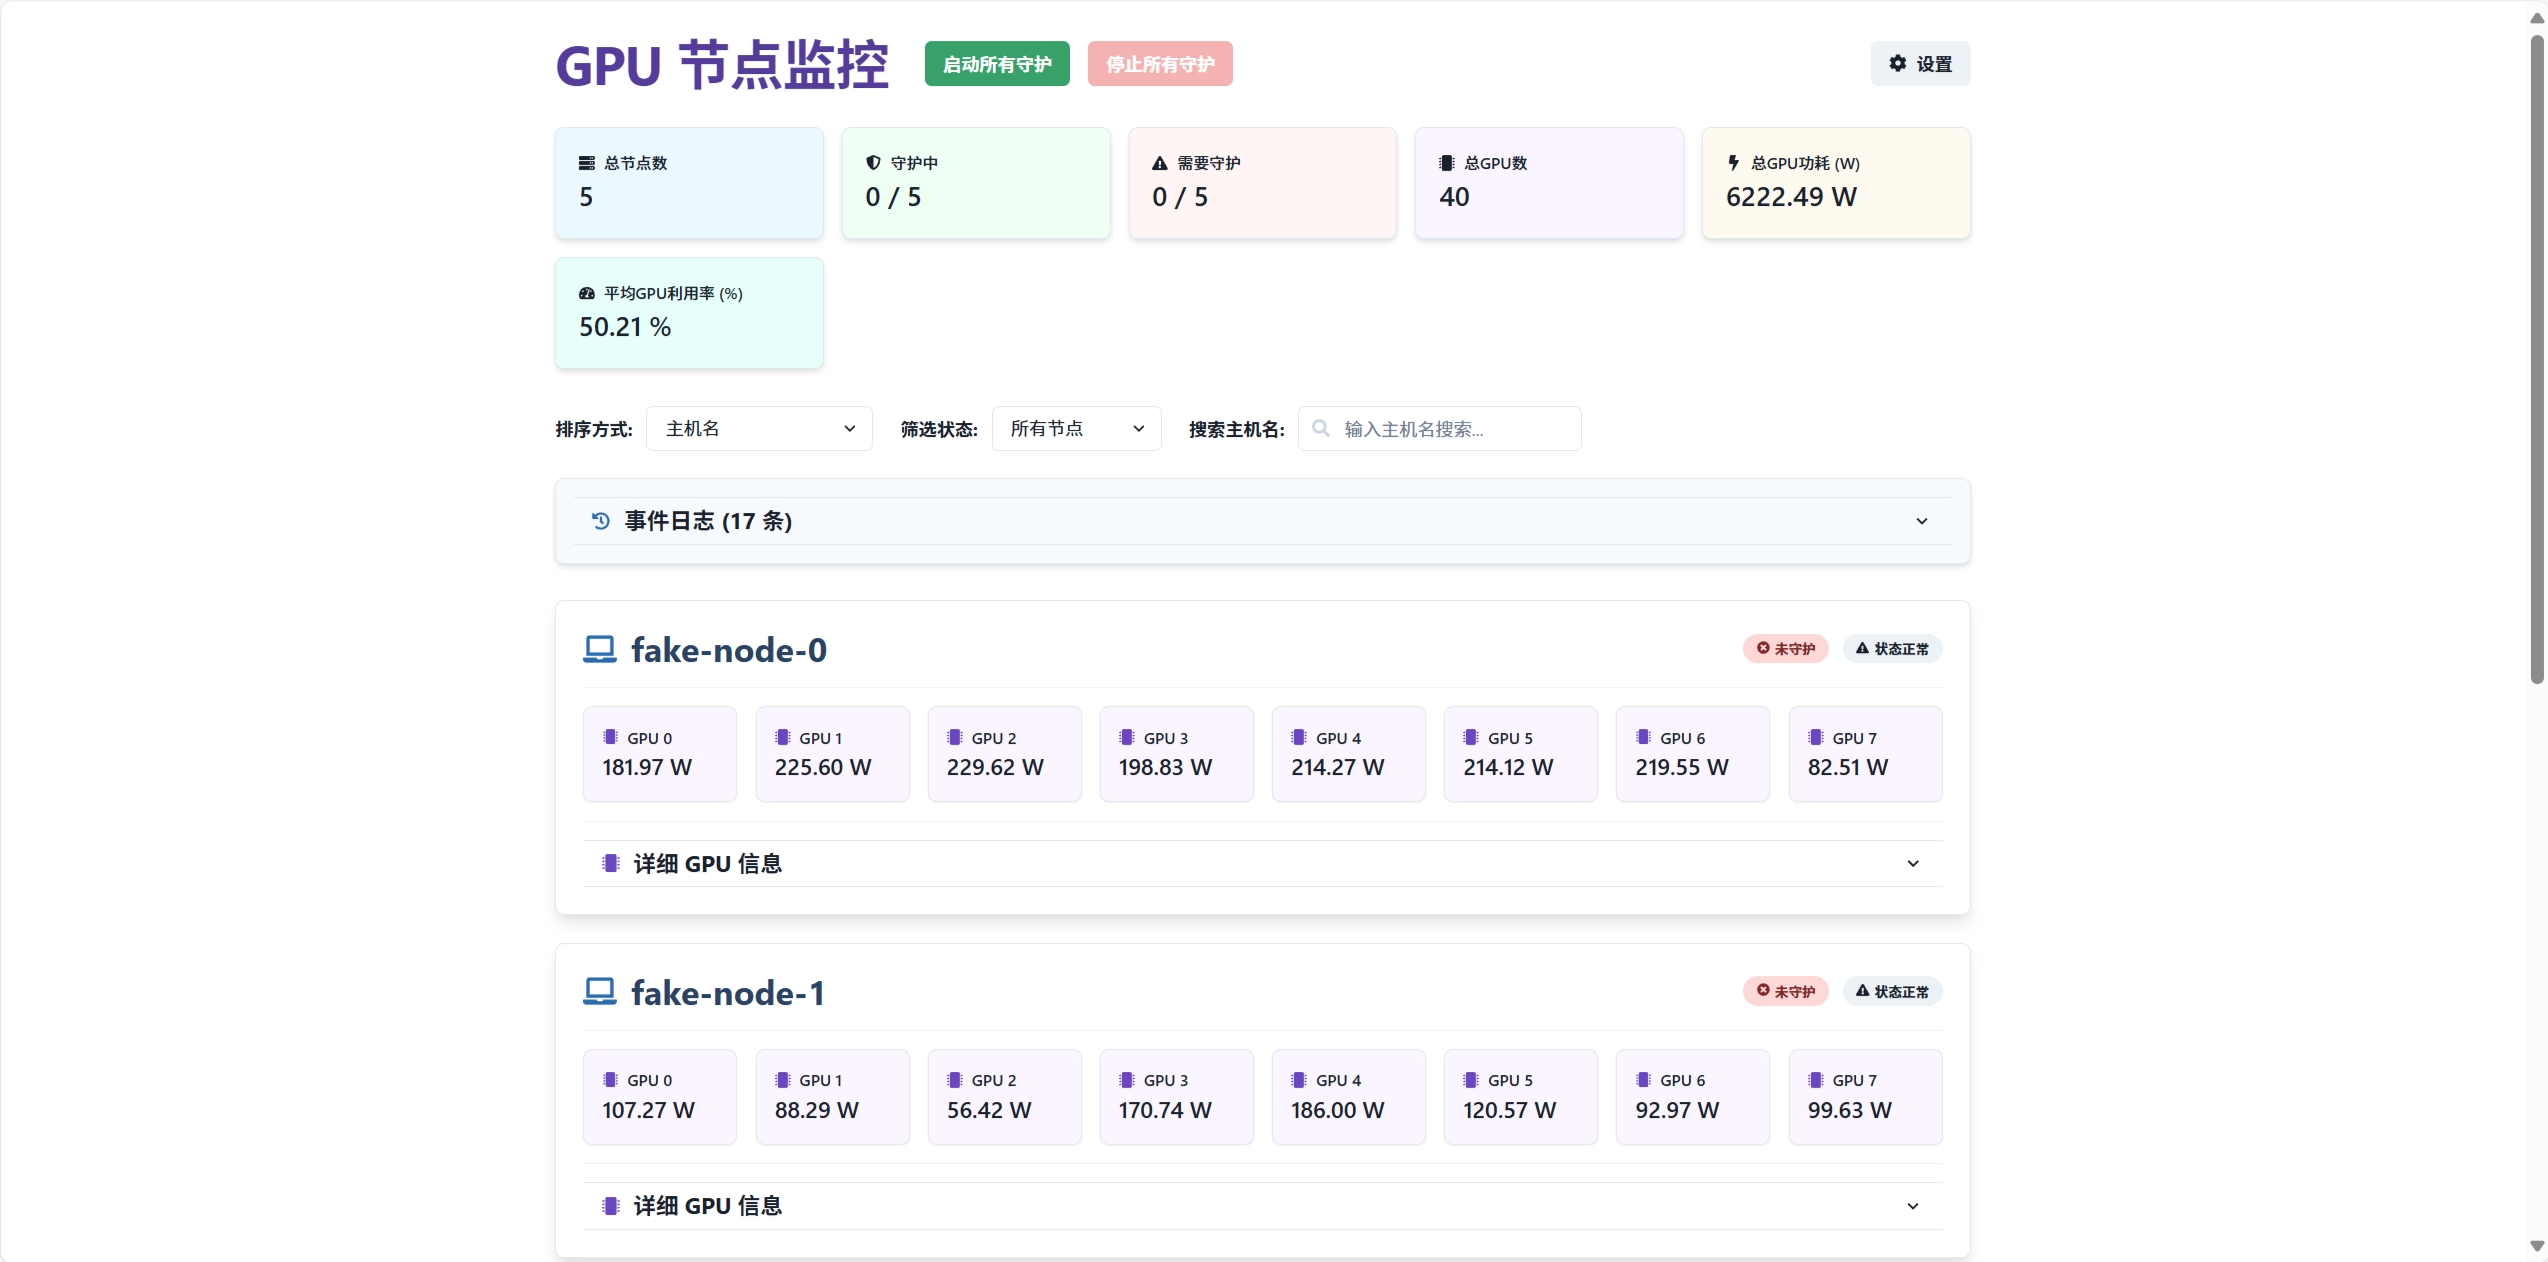 GPU 节点监控 启动所有守护 停止所有守护 设置
总节点数 守护中 需要守护 总GPU数 总GPU功耗 (W)
5 0 / 5 0 / 5 40 6222.49 W
平均GPU利用率 (%)
50.21 %
排序方式: 主机名 筛选状态: 所有节点 搜索主机名: 输入主机名搜索...
事件日志 (17 条)
fake-node-0 未守护 状态正常
GPU 0 GPU 1 GPU 2 GPU 3 GPU 4 GPU 5 GPU 6 GPU 7
181.97 W 225.60 W 229.62 W 198.83 W 214.27 W 214.12 W 219.55 W 82.51 W
详细 GPU 信息
fake-node-1 未守护 状态正常
GPU 0 GPU 1 GPU 2 GPU 3 GPU 4 GPU 5 GPU 6 GPU 7
107.27 W 88.29 W 56.42 W 170.74 W 186.00 W 120.57 W 92.97 W 99.63 W
详细 GPU 信息